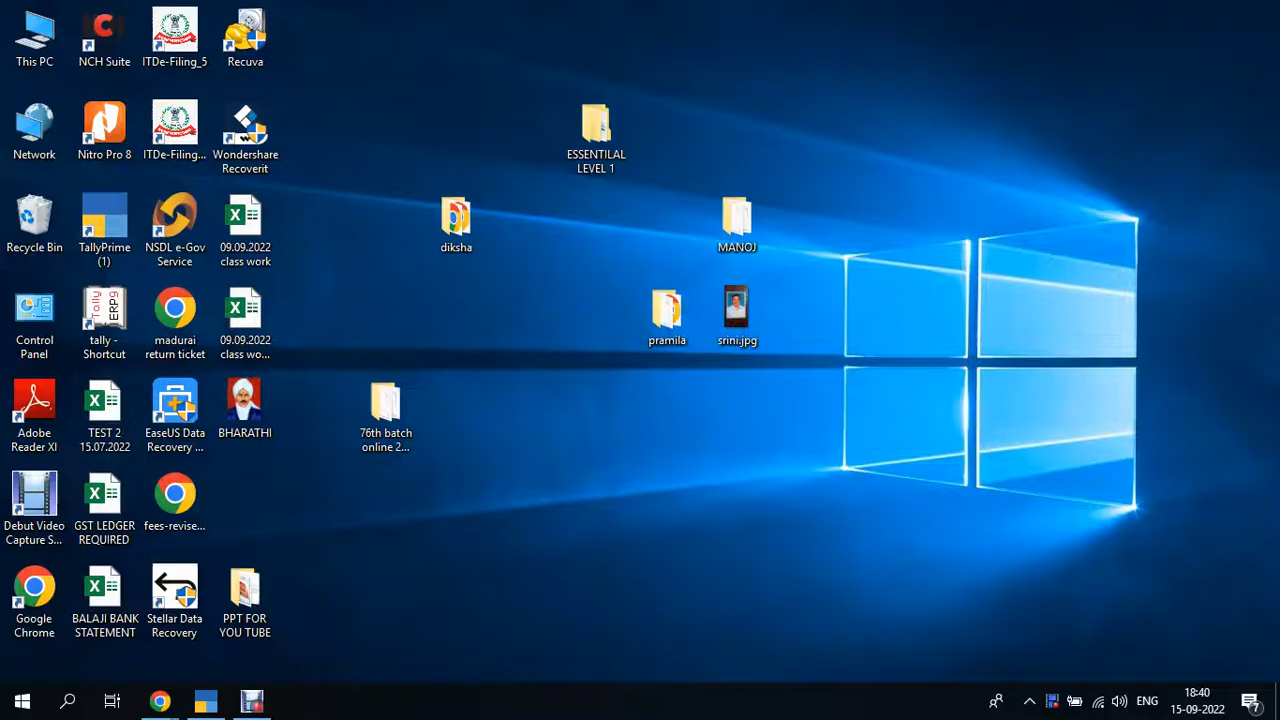 This PC
NCH Suite
ITDe-Filing_5
Recuva
Network
Nitro Pro 8
ITDe-Filing...
Wondershare
Recoverit
ESSENTILAL
LEVEL 1
Recycle Bin
TallyPrime
(1)
NSDL e-Gov
Service
09.09.2022
class work
diksha
MANOJ
Control
Panel
Tally
ERP9
tally -
Shortcut
madurai
return ticket
09.09.2022
class wo...
pramila
srini.jpg
Adobe
Reader XI
TEST 2
15.07.2022
EaseUS Data
Recovery ...
BHARATHI
76th batch
online 2...
Debut Video
Capture S...
GST LEDGER
REQUIRED
fees-revise...
Google
Chrome
BALAJI BANK
STATEMENT
Stellar Data
Recovery
PPT FOR
YOU TUBE
ENG
18:40
15-09-2022
7